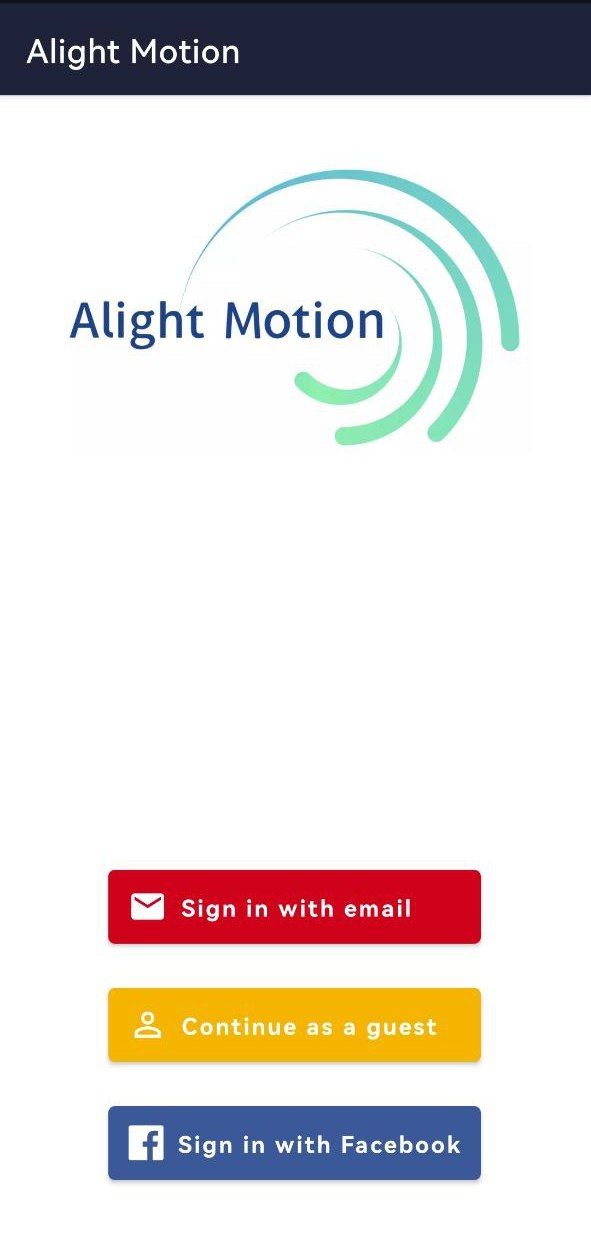 Alight Motion
Alight Motion
Sign in with email
Continue as a guest
Sign in with Facebook